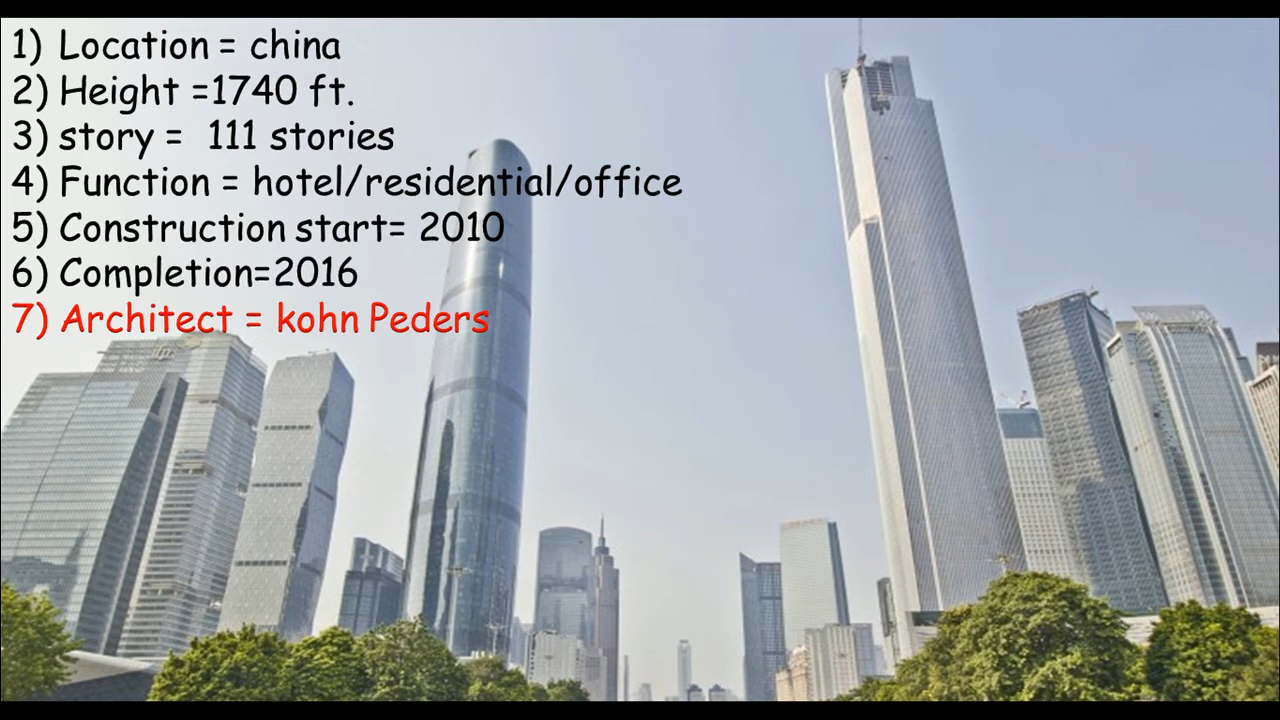 1) Location = china
2) Height =1740 ft.
3) story = 111 stories
4) Function = hotel/residential/office
5) Construction start= 2010
6) Completion=2016
7) Architect = kohn Peders